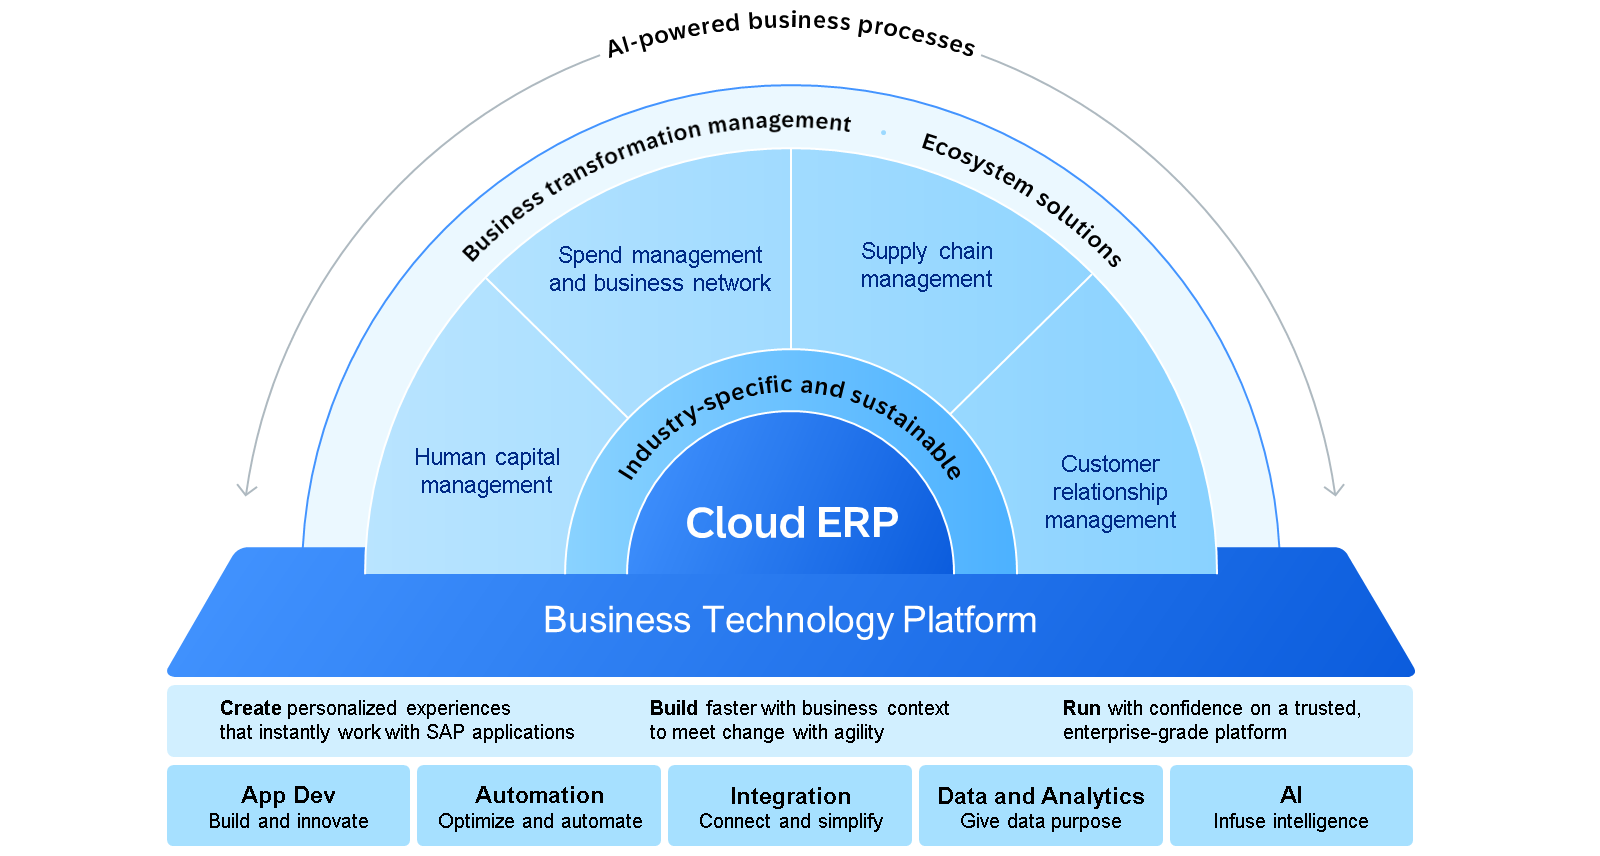 AI-powered business processes
Business transformation management · Ecosystem solutions
Spend management
and business network
Supply chain
management
Human capital
management
Customer
relationship
management
Industry-specific and sustainable
Cloud ERP
Business Technology Platform
Create personalized experiences
that instantly work with SAP applications
Build faster with business context
to meet change with agility
Run with confidence on a trusted,
enterprise-grade platform
App Dev
Build and innovate
Automation
Optimize and automate
Integration
Connect and simplify
Data and Analytics
Give data purpose
AI
Infuse intelligence